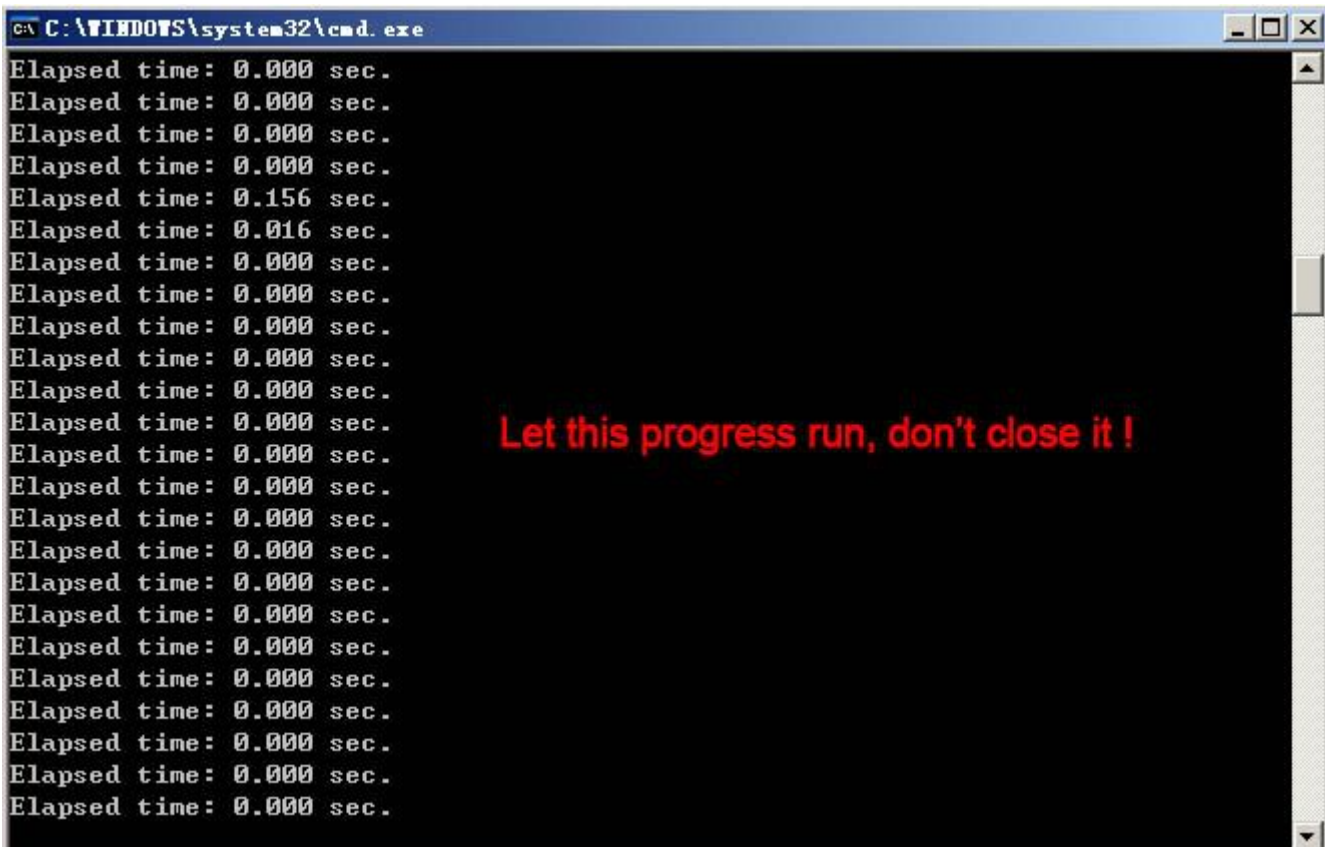 C:\WINDOWS\system32\cmd.exe
Elapsed time: 0.000 sec.
Elapsed time: 0.000 sec.
Elapsed time: 0.000 sec.
Elapsed time: 0.000 sec.
Elapsed time: 0.156 sec.
Elapsed time: 0.016 sec.
Elapsed time: 0.000 sec.
Elapsed time: 0.000 sec.
Elapsed time: 0.000 sec.
Elapsed time: 0.000 sec.
Elapsed time: 0.000 sec.
Elapsed time: 0.000 sec.
Let this progress run, don't close it !
Elapsed time: 0.000 sec.
Elapsed time: 0.000 sec.
Elapsed time: 0.000 sec.
Elapsed time: 0.000 sec.
Elapsed time: 0.000 sec.
Elapsed time: 0.000 sec.
Elapsed time: 0.000 sec.
Elapsed time: 0.000 sec.
Elapsed time: 0.000 sec.
Elapsed time: 0.000 sec.
Elapsed time: 0.000 sec.
Elapsed time: 0.000 sec.